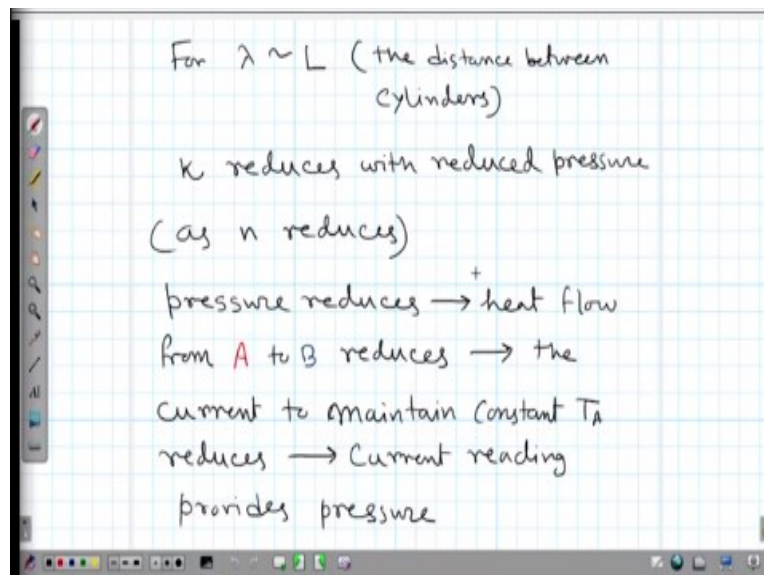 For λ ~ L (the distance between
cylinders)
K reduces with reduced pressure
(as n reduces)
pressure reduces → heat flow
from A to B reduces → the
current to maintain constant T_A
reduces → Current reading
provides pressure